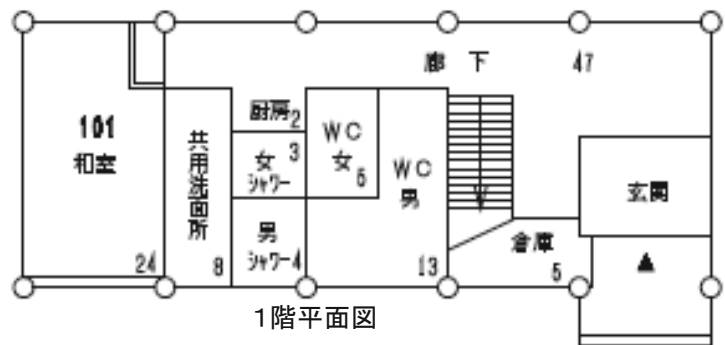 廊下 47
101
和室
24
共用洗面所
8
厨房 2
女 3
シャワー
男
シャワー 4
WC
女 5
WC
男
13
倉庫
5
玄関
▲
1階平面図